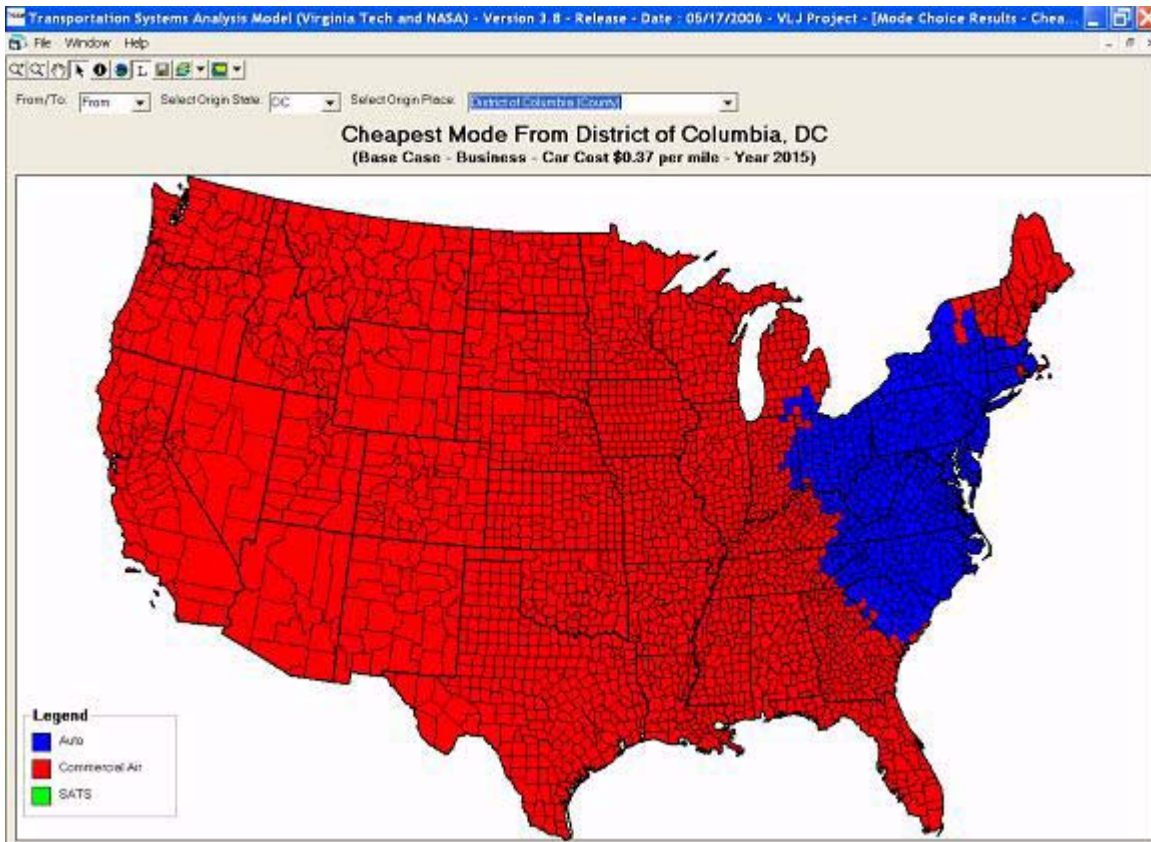 Transportation Systems Analysis Model (Virginia Tech and NASA) - Version 3.8 - Release - Date : 05/17/2006 - VLJ Project - [Mode Choice Results - Chea...
File Window Help
From/To: From Select Origin State: DC Select Origin Place: District of Columbia (County)
Cheapest Mode From District of Columbia, DC
(Base Case - Business - Car Cost $0.37 per mile - Year 2015)
Legend
Auto
Commercial Air
SATS